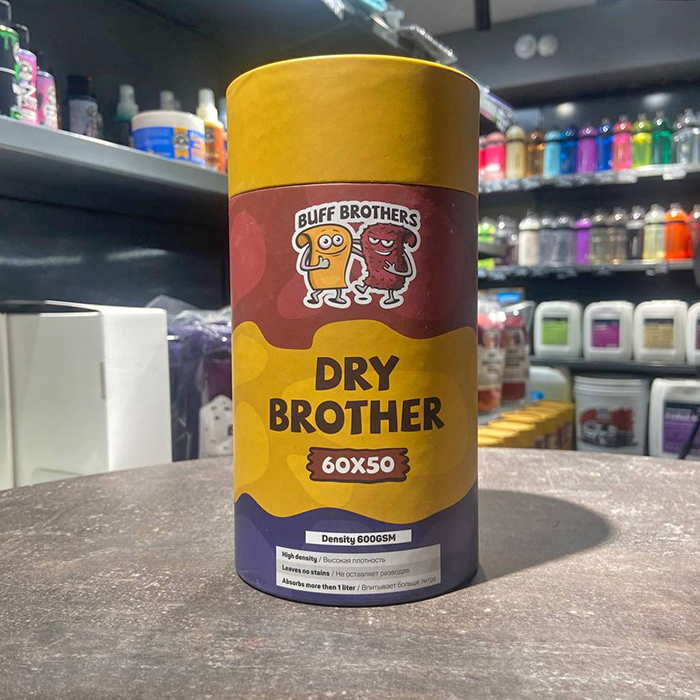 BUFF BROTHERS
DRY
BROTHER
60X50
Density 600GSM
High density / Высокая плотность
Leaves no stains / Не оставляет разводов
Absorbs more then 1 liter / Впитывает больше литра